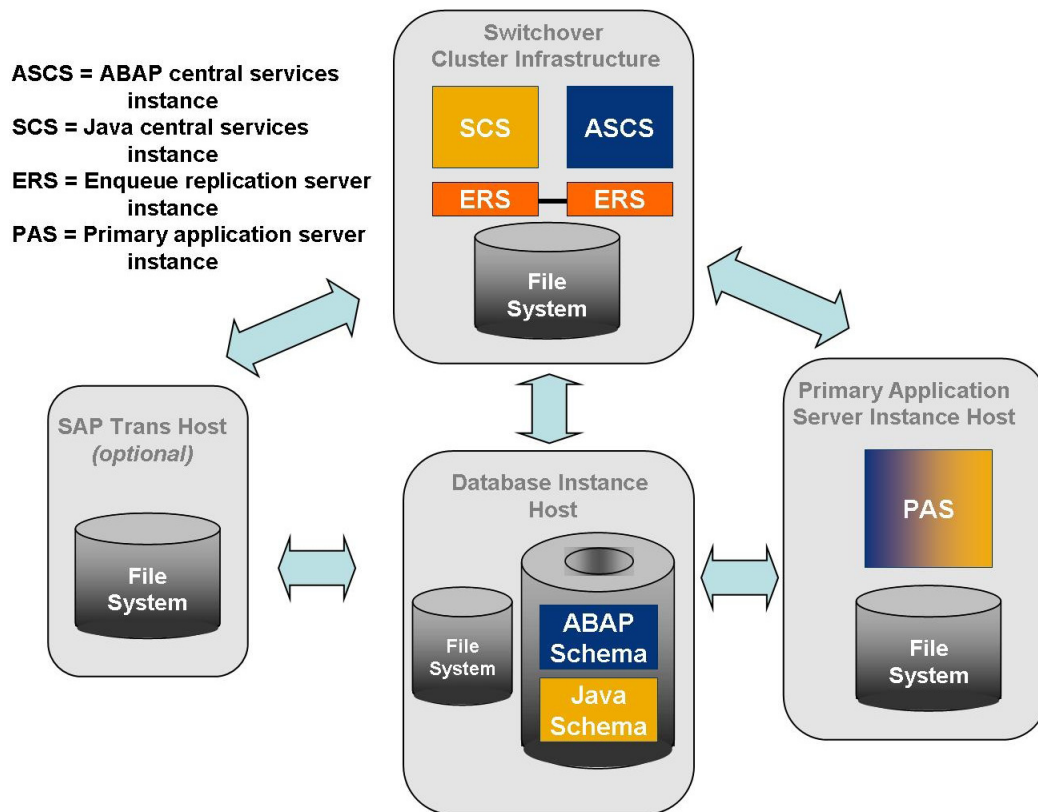 ASCS = ABAP central services
instance
SCS = Java central services
instance
ERS = Enqueue replication server
instance
PAS = Primary application server
instance
Switchover
Cluster Infrastructure
SCS
ASCS
ERS
ERS
File
System
SAP Trans Host
(optional)
File
System
Database Instance
Host
File
System
ABAP
Schema
Java
Schema
Primary Application
Server Instance Host
PAS
File
System